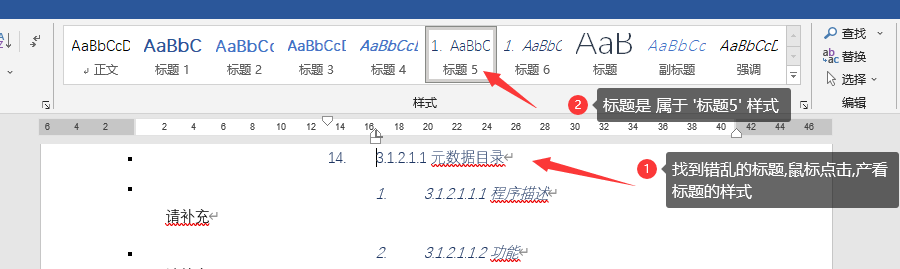 AaBbCcD AaBbC AaBbCc AaBbCcD AaBbCcL 1. AaBbC 1. AaBbC AaB AaBbCcL AaBbCcD
↲ 正文 标题 1 标题 2 标题 3 标题 4 标题 5 标题 6 标题 副标题 强调
查找
替换
选择
样式
编辑
2 标题是 属于 '标题5' 样式
6 4 2 2 4 6 8 10 12 14 16 18 20 22 24 26 28 30 32 34 36 38 40 42 44 46
14. 3.1.2.1.1 元数据目录↵
1 找到错乱的标题,鼠标点击,产看
标题的样式
1. 3.1.2.1.1.1 程序描述↵
请补充↵
2. 3.1.2.1.1.2 功能↵